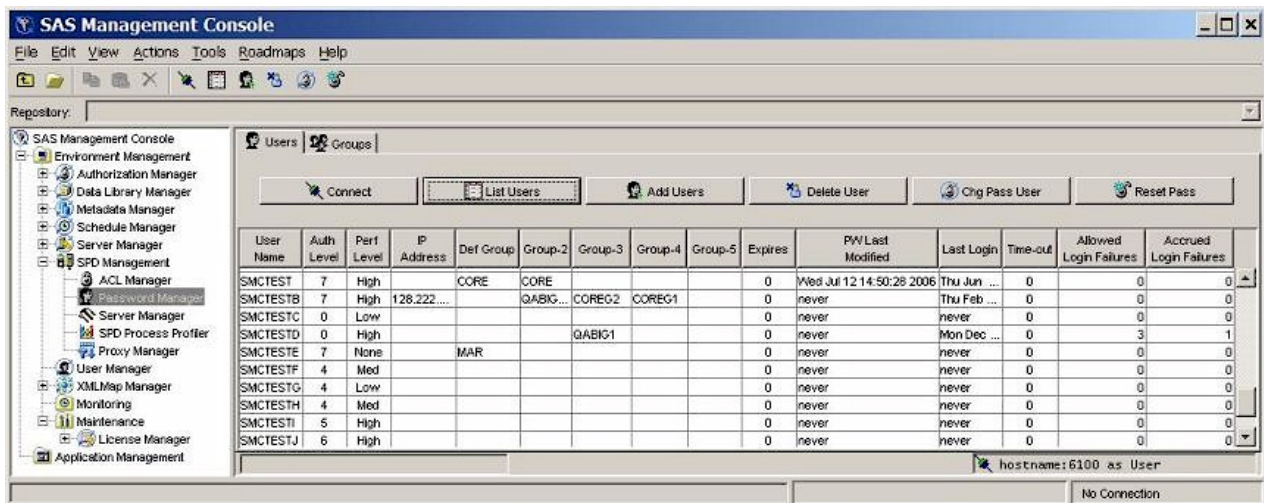 SAS Management Console
File Edit View Actions Tools Roadmaps Help
Repository:
SAS Management Console
Environment Management
Authorization Manager
Data Library Manager
Metadata Manager
Schedule Manager
Server Manager
SPD Management
ACL Manager
Password Manager
Server Manager
SPD Process Profiler
Proxy Manager
User Manager
XMLMap Manager
Monitoring
Maintenance
License Manager
Application Management
Users Groups
Connect List Users Add Users Delete User Chg Pass User Reset Pass
User Name Auth Level Perf Level IP Address Def Group Group-2 Group-3 Group-4 Group-5 Expires PW Last Modified Last Login Time-out Allowed Login Failures Accrued Login Failures
SMCTEST 7 High CORE CORE 0 Wed Jul 12 14:50:28 2006 Thu Jun ... 0 0 0
SMCTESTB 7 High 128.222.... QABIG... COREG2 COREG1 0 never Thu Feb ... 0 0 0
SMCTESTC 0 Low 0 never never 0 0 0
SMCTESTD 0 High QABIG1 0 never Mon Dec ... 0 3 1
SMCTESTE 7 None MAR 0 never never 0 0 0
SMCTESTF 4 Med 0 never never 0 0 0
SMCTESTG 4 Low 0 never never 0 0 0
SMCTESTH 4 Med 0 never never 0 0 0
SMCTESTI 5 High 0 never never 0 0 0
SMCTESTJ 6 High 0 never never 0 0 0
hostname:6100 as User
No Connection